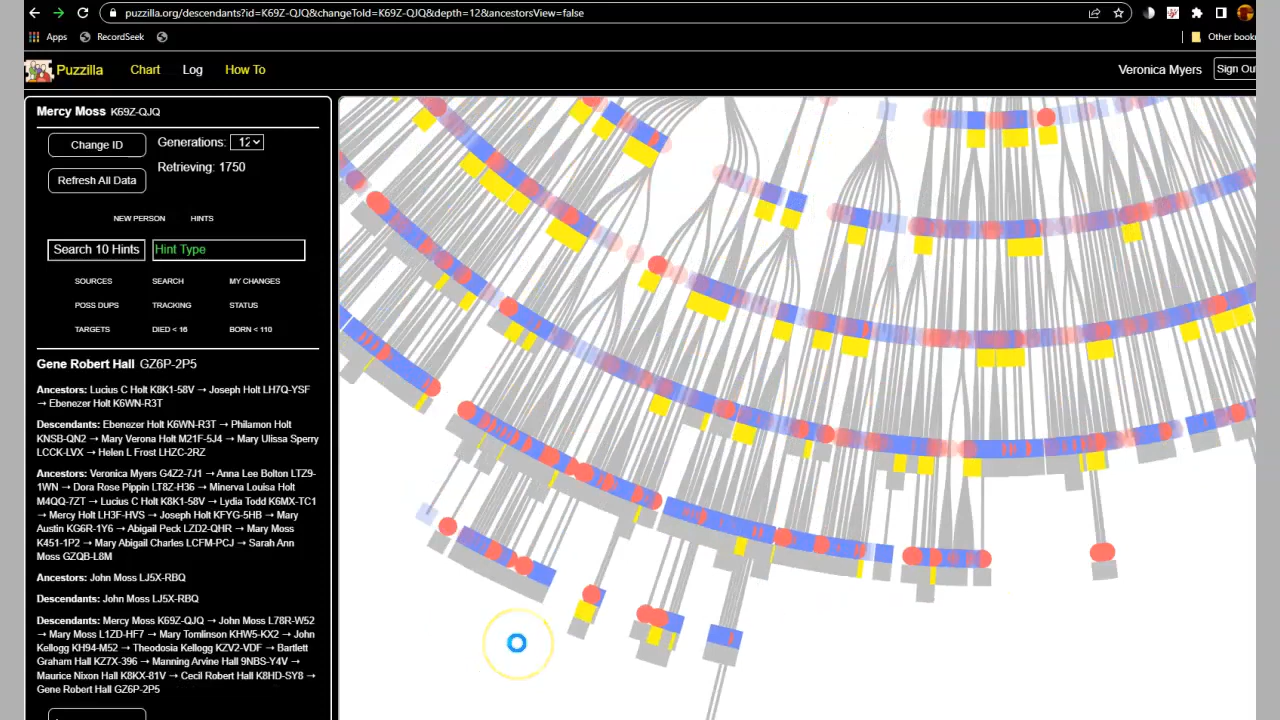 puzzilla.org/descendants?id=K69Z-QJQ&changeToId=K69Z-QJQ&depth=12&ancestorsView=false
Apps RecordSeek
Puzzilla Chart Log How To Veronica Myers
Mercy Moss K69Z-QJQ
Change ID Generations: 12
Retrieving: 1750
Refresh All Data
NEW PERSON HINTS
Search 10 Hints Hint Type
SOURCES SEARCH MY CHANGES
POSS DUPS TRACKING STATUS
TARGETS DIED < 16 BORN < 110
Gene Robert Hall GZ6P-2P5
Ancestors: Lucius C Holt K8K1-58V → Joseph Holt LH7Q-YSF
→ Ebenezer Holt K6WN-R3T
Descendants: Ebenezer Holt K6WN-R3T → Philamon Holt
KNSB-QN2 → Mary Verona Holt M21F-5J4 → Mary Ulissa Sperry
LCCK-LVX → Helen L Frost LHZC-2RZ
Ancestors: Veronica Myers G4Z2-7J1 → Anna Lee Bolton LTZ9-
1WN → Dora Rose Pippin LT8Z-H36 → Minerva Louisa Holt
M4QQ-7ZT → Lucius C Holt K8K1-58V → Lydia Todd K6MX-TC1
→ Mercy Holt LH3F-HVS → Joseph Holt KFYG-5HB → Mary
Austin KG6R-1Y6 → Abigail Peck LZD2-QHR → Mary Moss
K451-1P2 → Mary Abigail Charles LCFM-PCJ → Sarah Ann
Moss GZQB-L8M
Ancestors: John Moss LJ5X-RBQ
Descendants: John Moss LJ5X-RBQ
Descendants: Mercy Moss K69Z-QJQ → John Moss L78R-W52
→ Mary Moss L1ZD-HF7 → Mary Tomlinson KHW5-KX2 → John
Kellogg KH94-M52 → Theodosia Kellogg KZV2-VDF → Bartlett
Graham Hall KZ7X-396 → Manning Arvine Hall 9NBS-Y4V →
Maurice Nixon Hall K8KX-81V → Cecil Robert Hall K8HD-SY8 →
Gene Robert Hall GZ6P-2P5